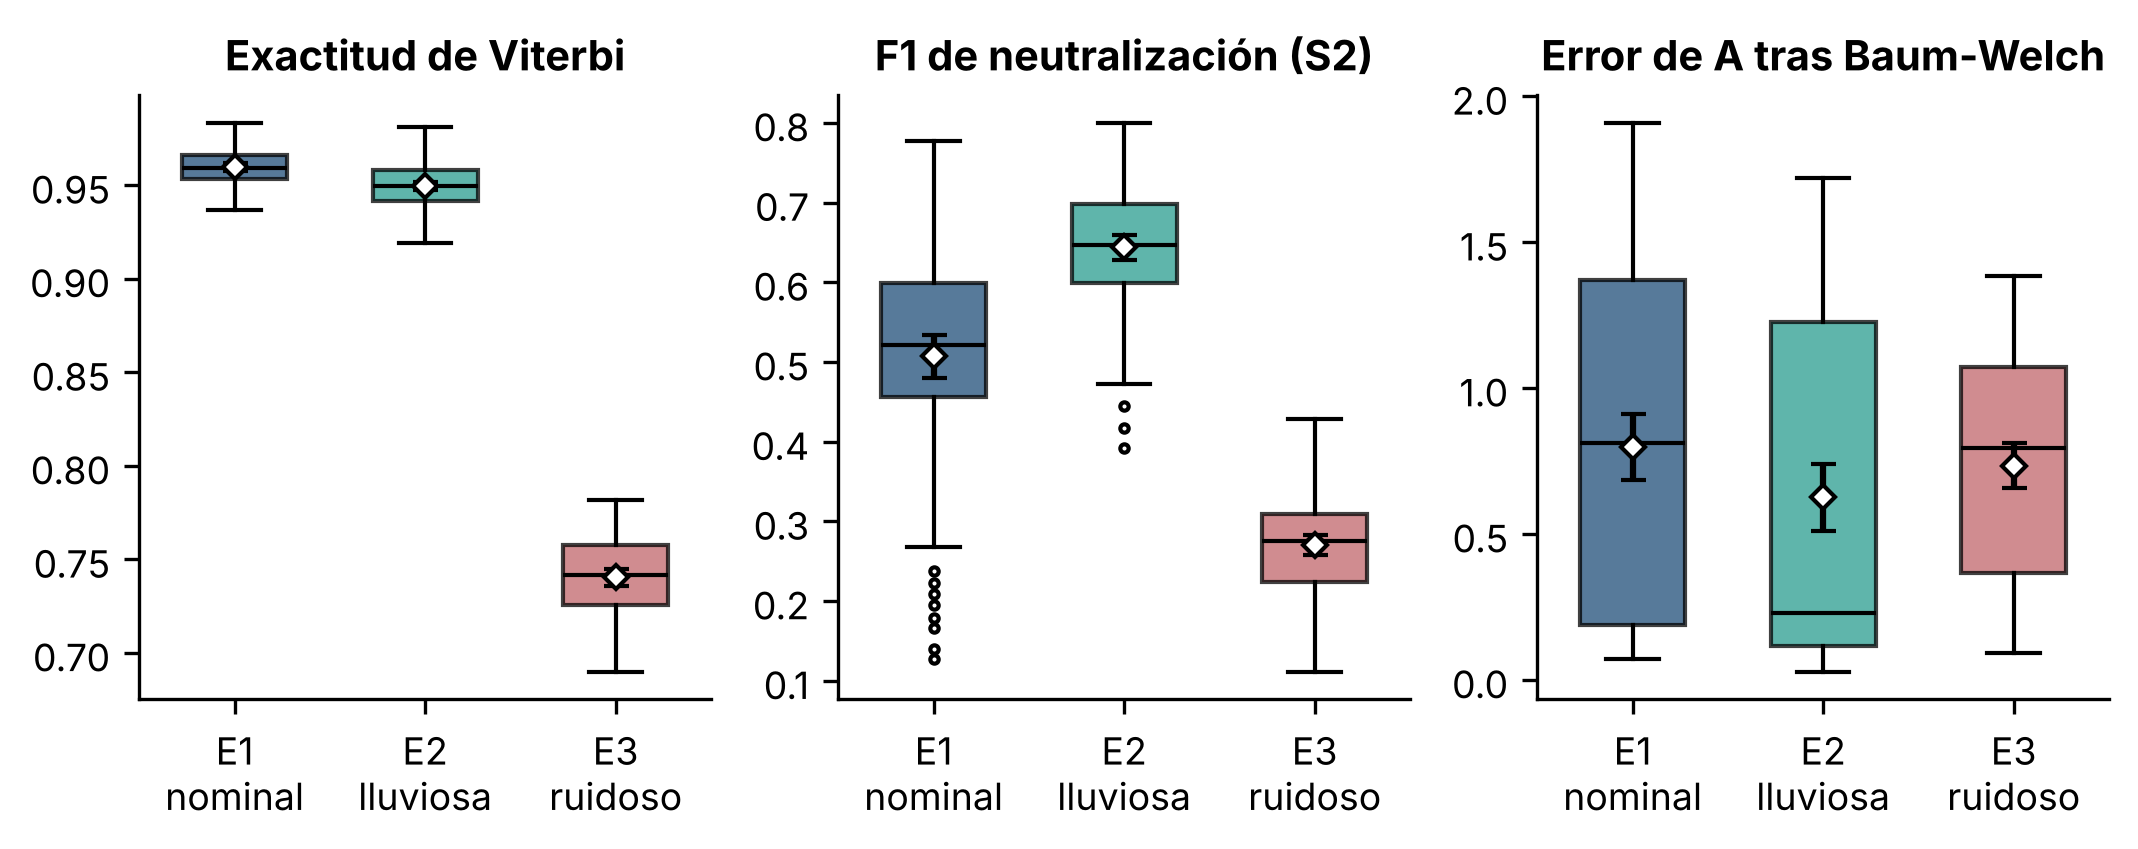 Exactitud de Viterbi
0.95
0.90
0.85
0.80
0.75
0.70
E1
nominal
E2
lluviosa
E3
ruidoso
F1 de neutralización (S2)
0.8
0.7
0.6
0.5
0.4
0.3
0.2
0.1
E1
nominal
E2
lluviosa
E3
ruidoso
Error de A tras Baum-Welch
2.0
1.5
1.0
0.5
0.0
E1
nominal
E2
lluviosa
E3
ruidoso